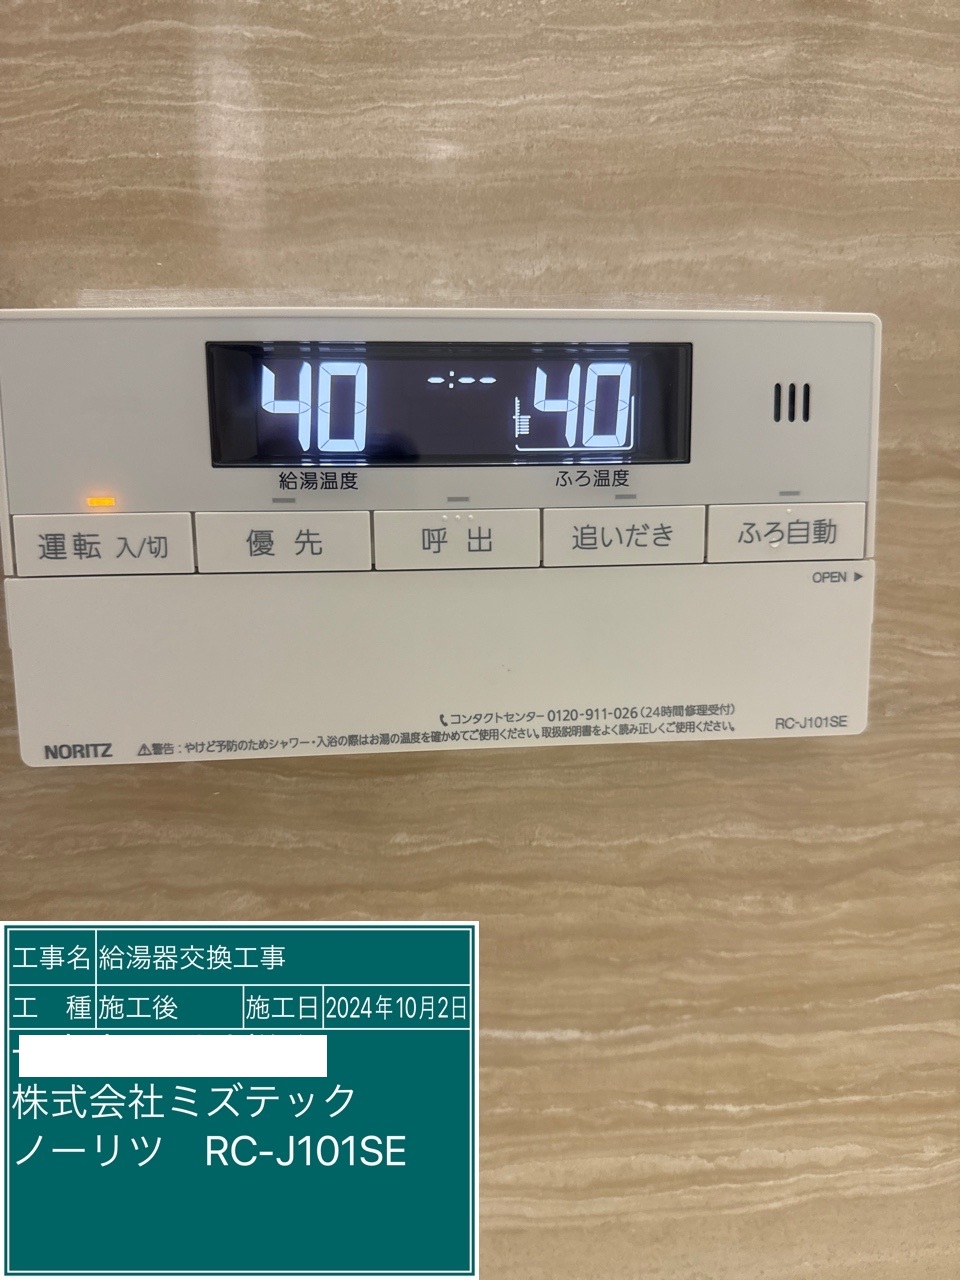 40 -:-- 40
給湯温度 ふろ温度
運転 入/切 優先 呼出 追いだき ふろ自動
OPEN ▶
コンタクトセンター 0120-911-026（24時間修理受付）
NORITZ ⚠警告：やけど予防のためシャワー・入浴の際はお湯の温度を確かめてご使用ください。取扱説明書をよく読み正しくご使用ください。 RC-J101SE
工事名 給湯器交換工事
工 種 施工後 施工日 2024年10月2日
株式会社ミズテック
ノーリツ RC-J101SE